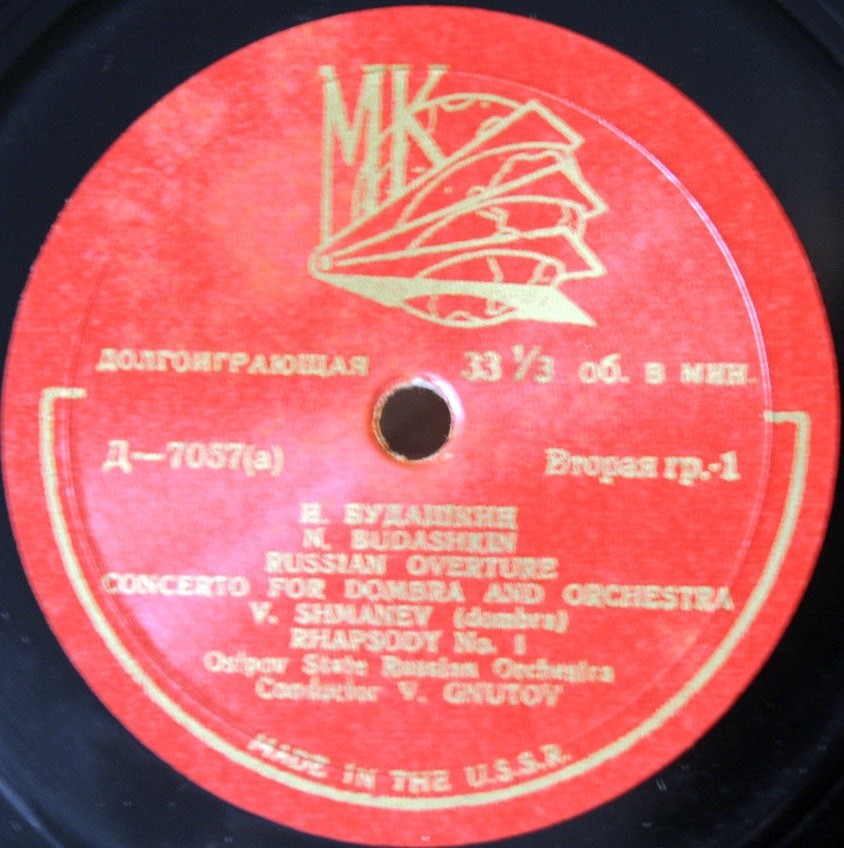 МК
ДОЛГОИГРАЮЩАЯ 33 ⅓ об. в мин.
Д—7057(а) Вторая гр.-1
Н. БУДАШКИН
N. BUDASHKIN
RUSSIAN OVERTURE
CONCERTO FOR DOMBRA AND ORCHESTRA
V. SHMANEV (dombra)
RHAPSODY No. 1
Osipov State Russian Orchestra
Conductor V. GNUTOV
MADE IN THE U.S.S.R.